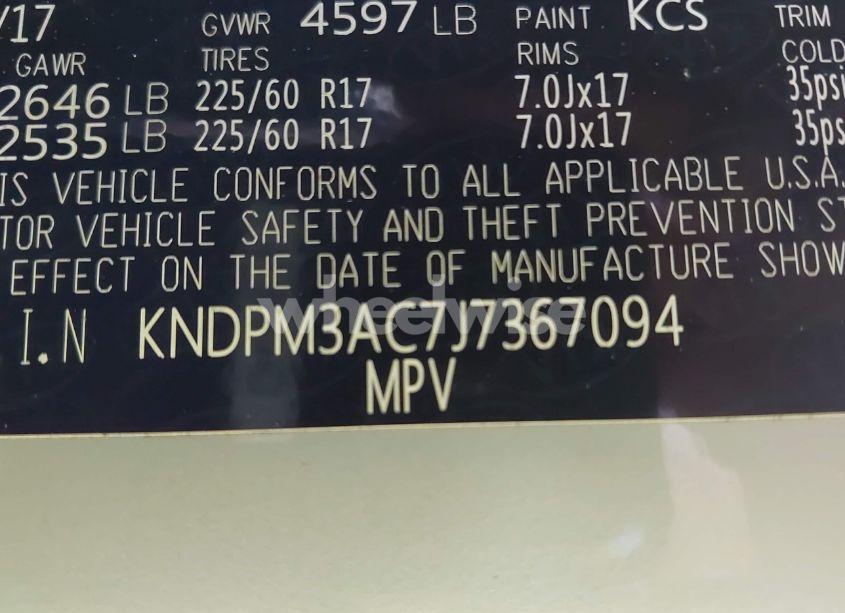 /17 GVWR 4597 LB PAINT KCS TRIM
GAWR TIRES RIMS COLD
2646 LB 225/60 R17 7.0Jx17 35psi
2535 LB 225/60 R17 7.0Jx17 35ps
IS VEHICLE CONFORMS TO ALL APPLICABLE U.S.A.
TOR VEHICLE SAFETY AND THEFT PREVENTION ST
EFFECT ON THE DATE OF MANUFACTURE SHOW
I.N KNDPM3AC7J7367094
wheelwise
MPV